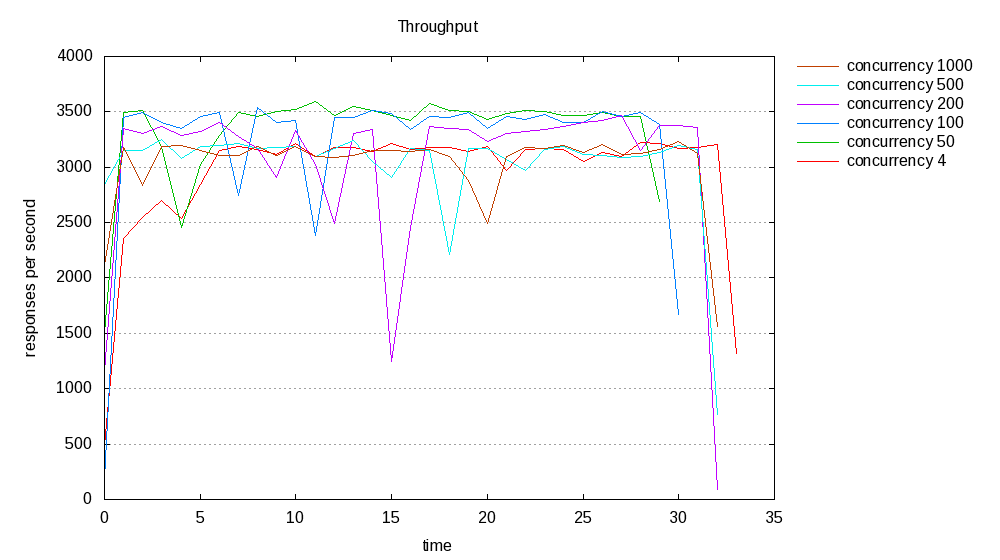 Throughput
4000
3500
3000
2500
2000
1500
1000
500
0
0 5 10 15 20 25 30 35
responses per second
time
concurrency 1000
concurrency 500
concurrency 200
concurrency 100
concurrency 50
concurrency 4